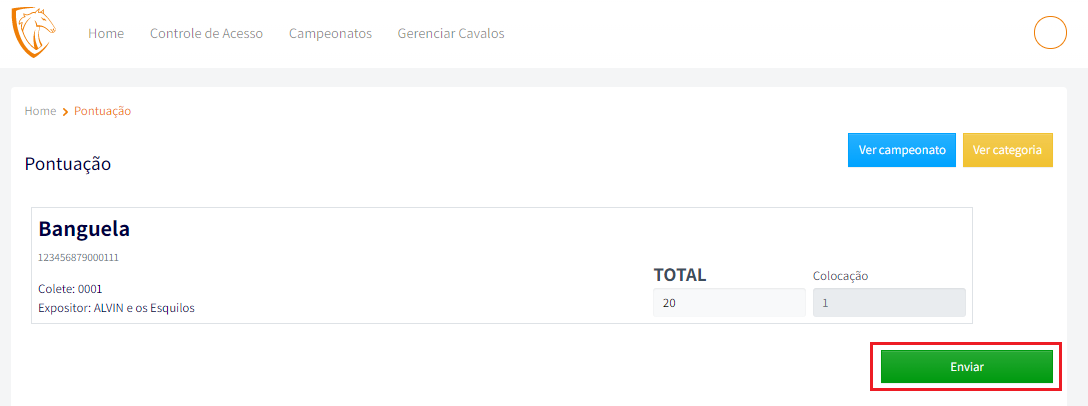 Home Controle de Acesso Campeonatos Gerenciar Cavalos
Home > Pontuação
Ver campeonato Ver categoria
Pontuação
Banguela
123456879000111
TOTAL Colocação
Colete: 0001
20 1
Expositor: ALVIN e os Esquilos
Enviar